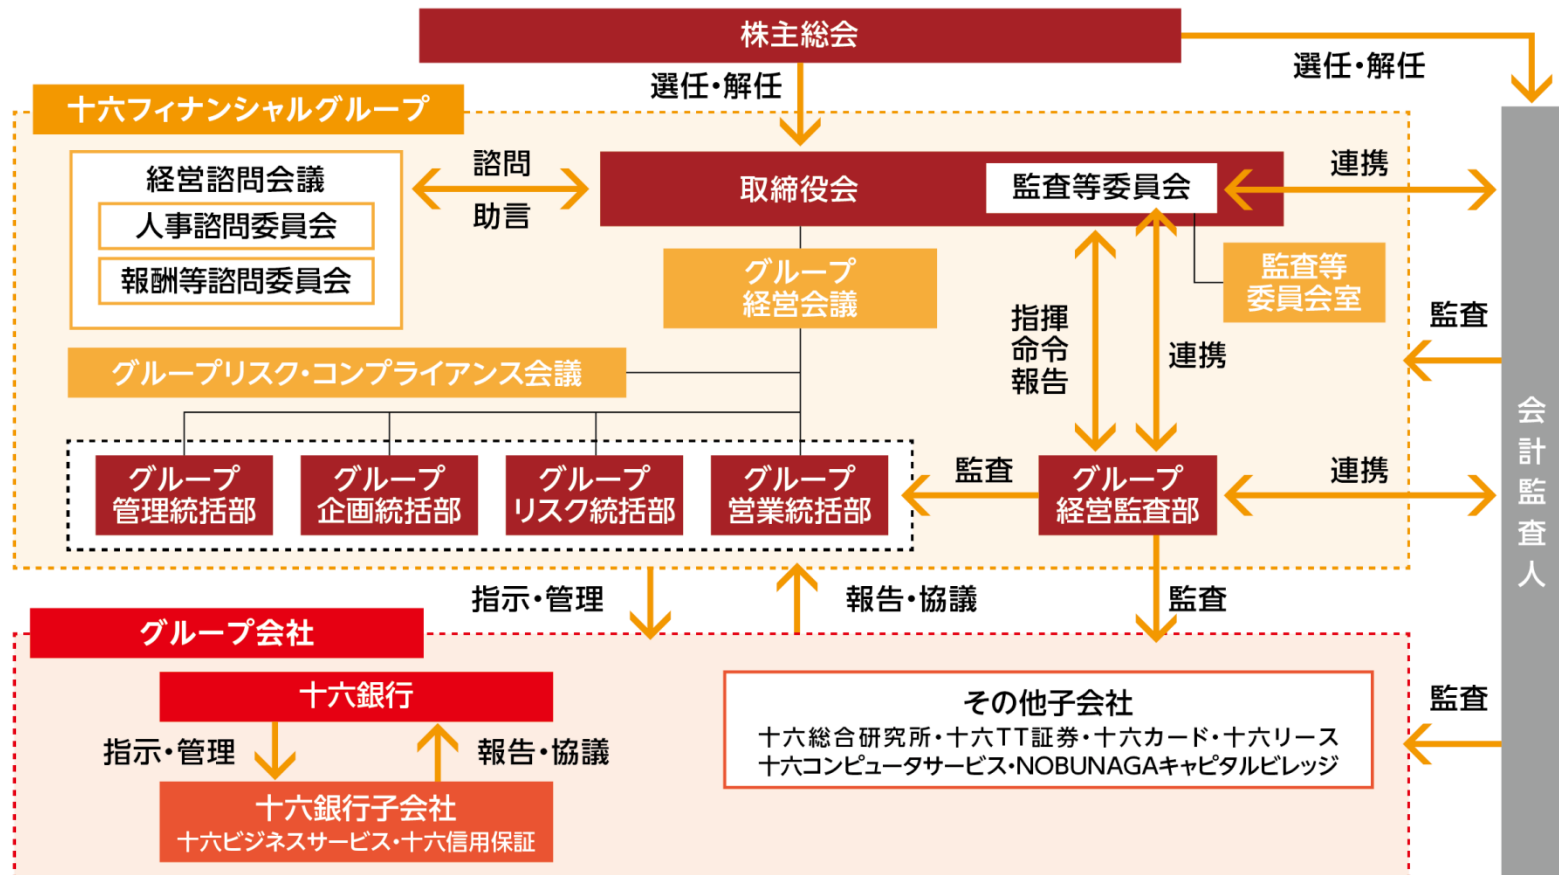 株主総会
選任・解任
選任・解任
十六フィナンシャルグループ
経営諮問会議
人事諮問委員会
報酬等諮問委員会
諮問
助言
取締役会
監査等委員会
連携
グループ
経営会議
監査等
委員会室
指揮
命令
報告
連携
監査
グループリスク・コンプライアンス会議
グループ
管理統括部
グループ
企画統括部
グループ
リスク統括部
グループ
営業統括部
監査
グループ
経営監査部
連携
会計監査人
指示・管理
報告・協議
監査
グループ会社
十六銀行
指示・管理
報告・協議
十六銀行子会社
十六ビジネスサービス・十六信用保証
その他子会社
十六総合研究所・十六TT証券・十六カード・十六リース
十六コンピュータサービス・NOBUNAGAキャピタルビレッジ
監査